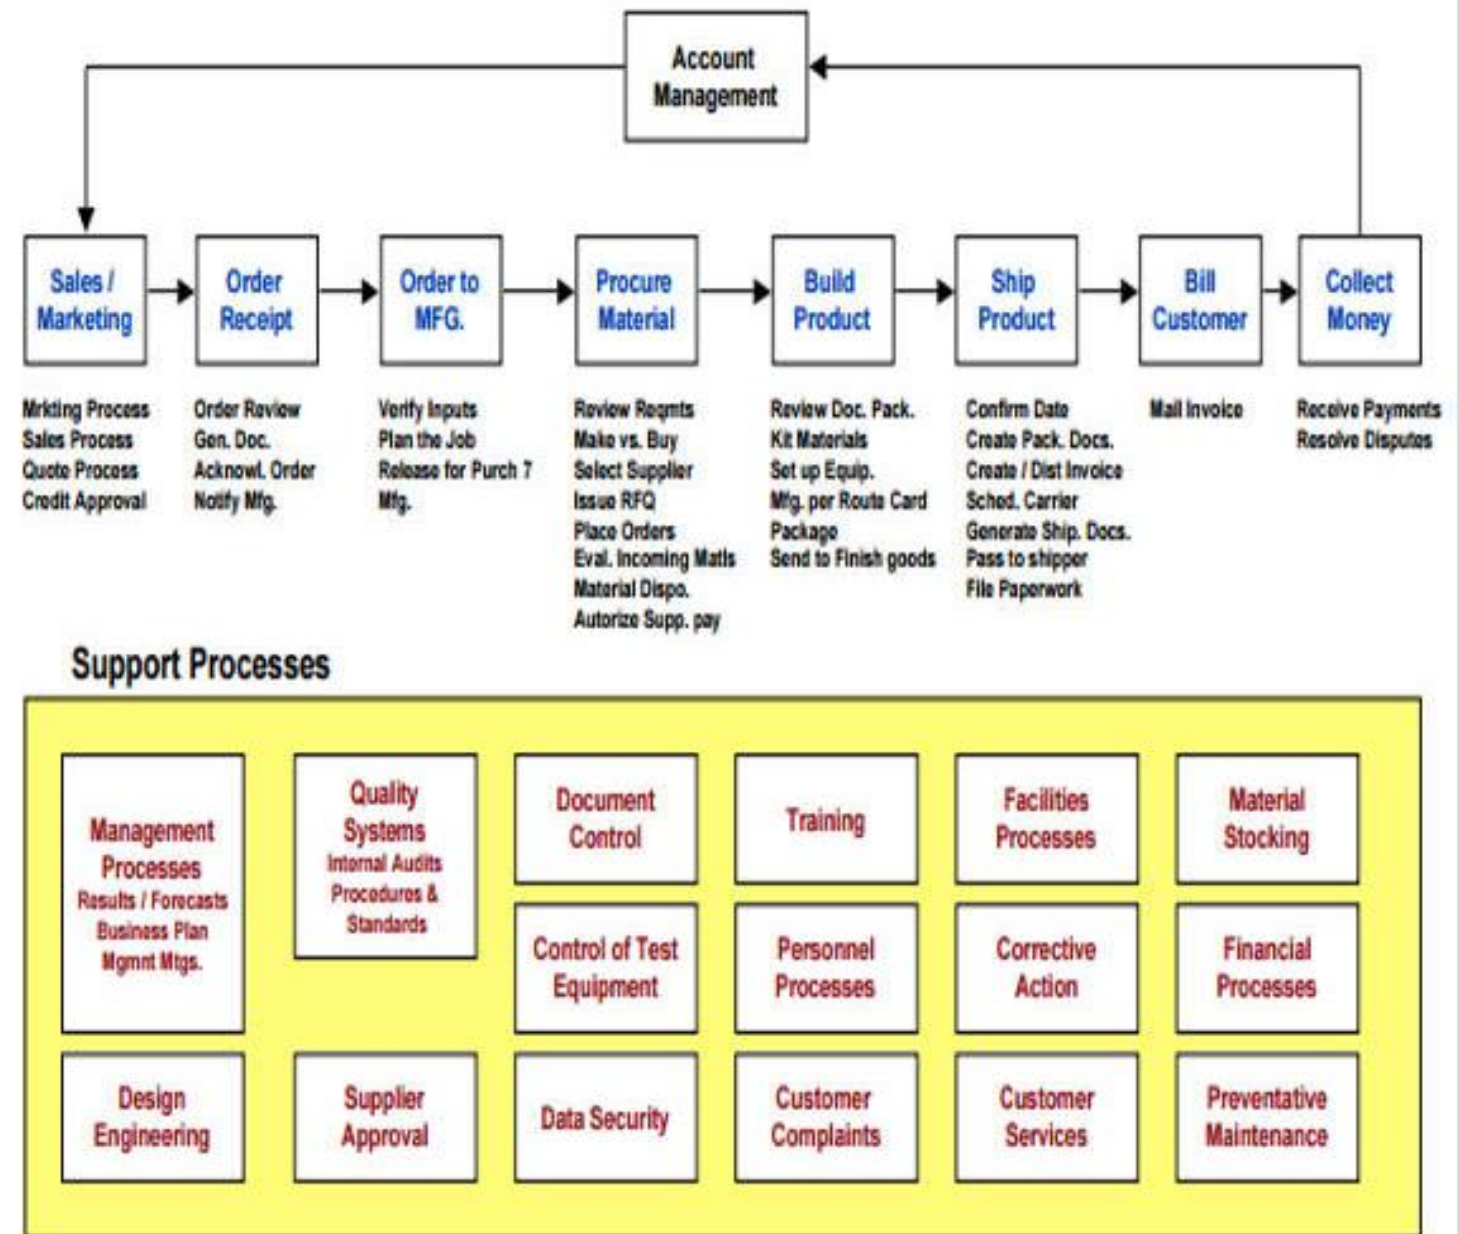 Account
Management
Sales /
Marketing
Order
Receipt
Order to
MFG.
Procure
Material
Build
Product
Ship
Product
Bill
Customer
Collect
Money
Mrkting Process
Sales Process
Quote Process
Credit Approval
Order Review
Gen. Doc.
Acknowl. Order
Notify Mfg.
Verify Inputs
Plan the Job
Release for Purch 7
Mfg.
Review Reqmts
Make vs. Buy
Select Supplier
Issue RFQ
Place Orders
Eval. Incoming Matls
Material Dispo.
Autorize Supp. pay
Review Doc. Pack.
Kit Materials
Set up Equip.
Mfg. per Route Card
Package
Send to Finish goods
Confirm Date
Create Pack. Docs.
Create / Dist Invoice
Sched. Carrier
Generate Ship. Docs.
Pass to shipper
File Paperwork
Mail Invoice
Receive Payments
Resolve Disputes
Support Processes
Management
Processes
Results / Forecasts
Business Plan
Mgmnt Mtgs.
Quality
Systems
Internal Audits
Procedures &
Standards
Document
Control
Training
Facilities
Processes
Material
Stocking
Control of Test
Equipment
Personnel
Processes
Corrective
Action
Financial
Processes
Design
Engineering
Supplier
Approval
Data Security
Customer
Complaints
Customer
Services
Preventative
Maintenance